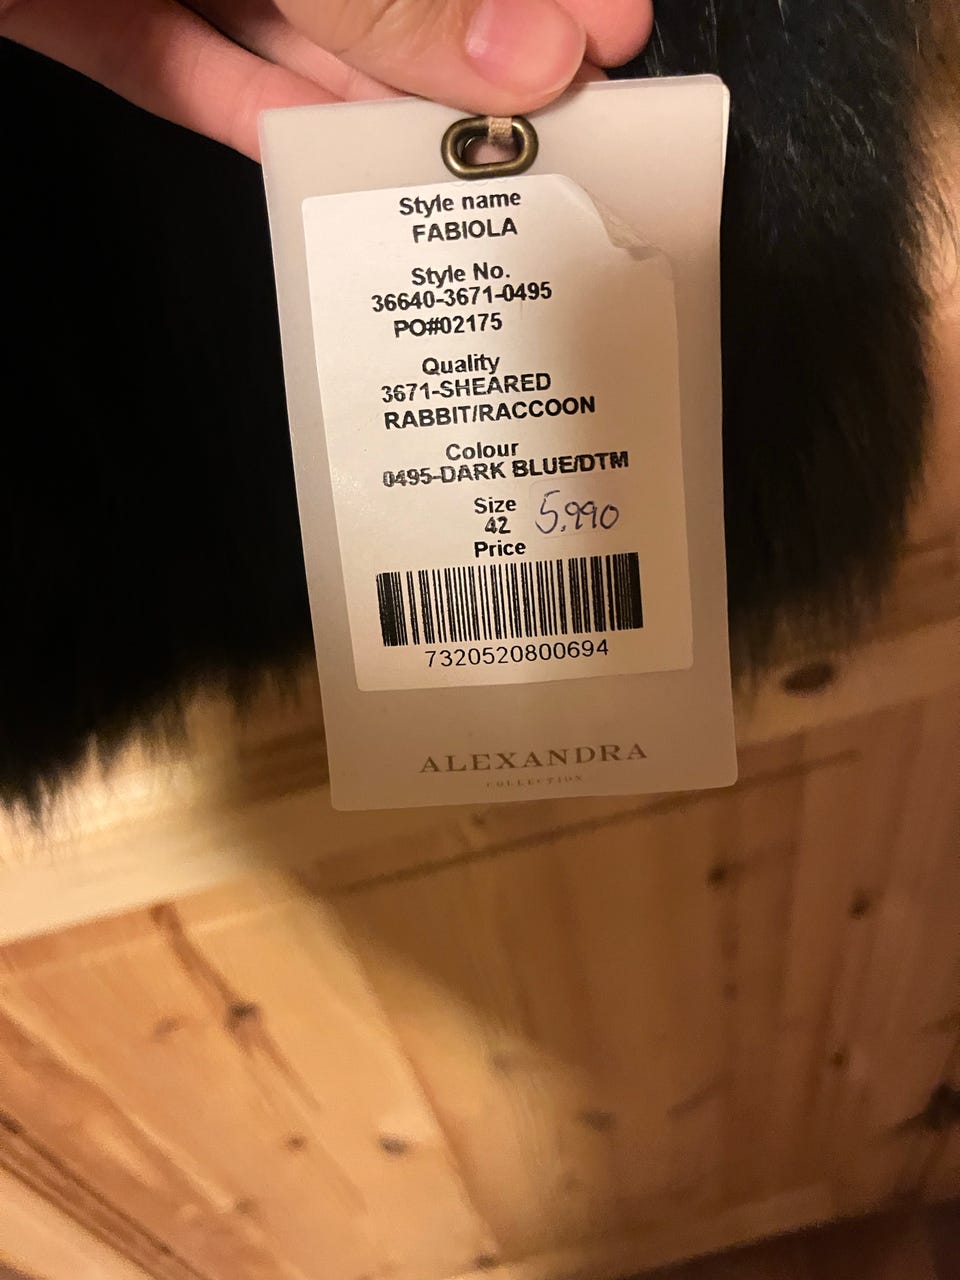 Style name
FABIOLA
Style No.
36640-3671-0495
PO#02175
Quality
3671-SHEARED
RABBIT/RACCOON
Colour
0495-DARK BLUE/DTM
Size
42 5.990
Price
7320520800694
ALEXANDRA
COLLECTION